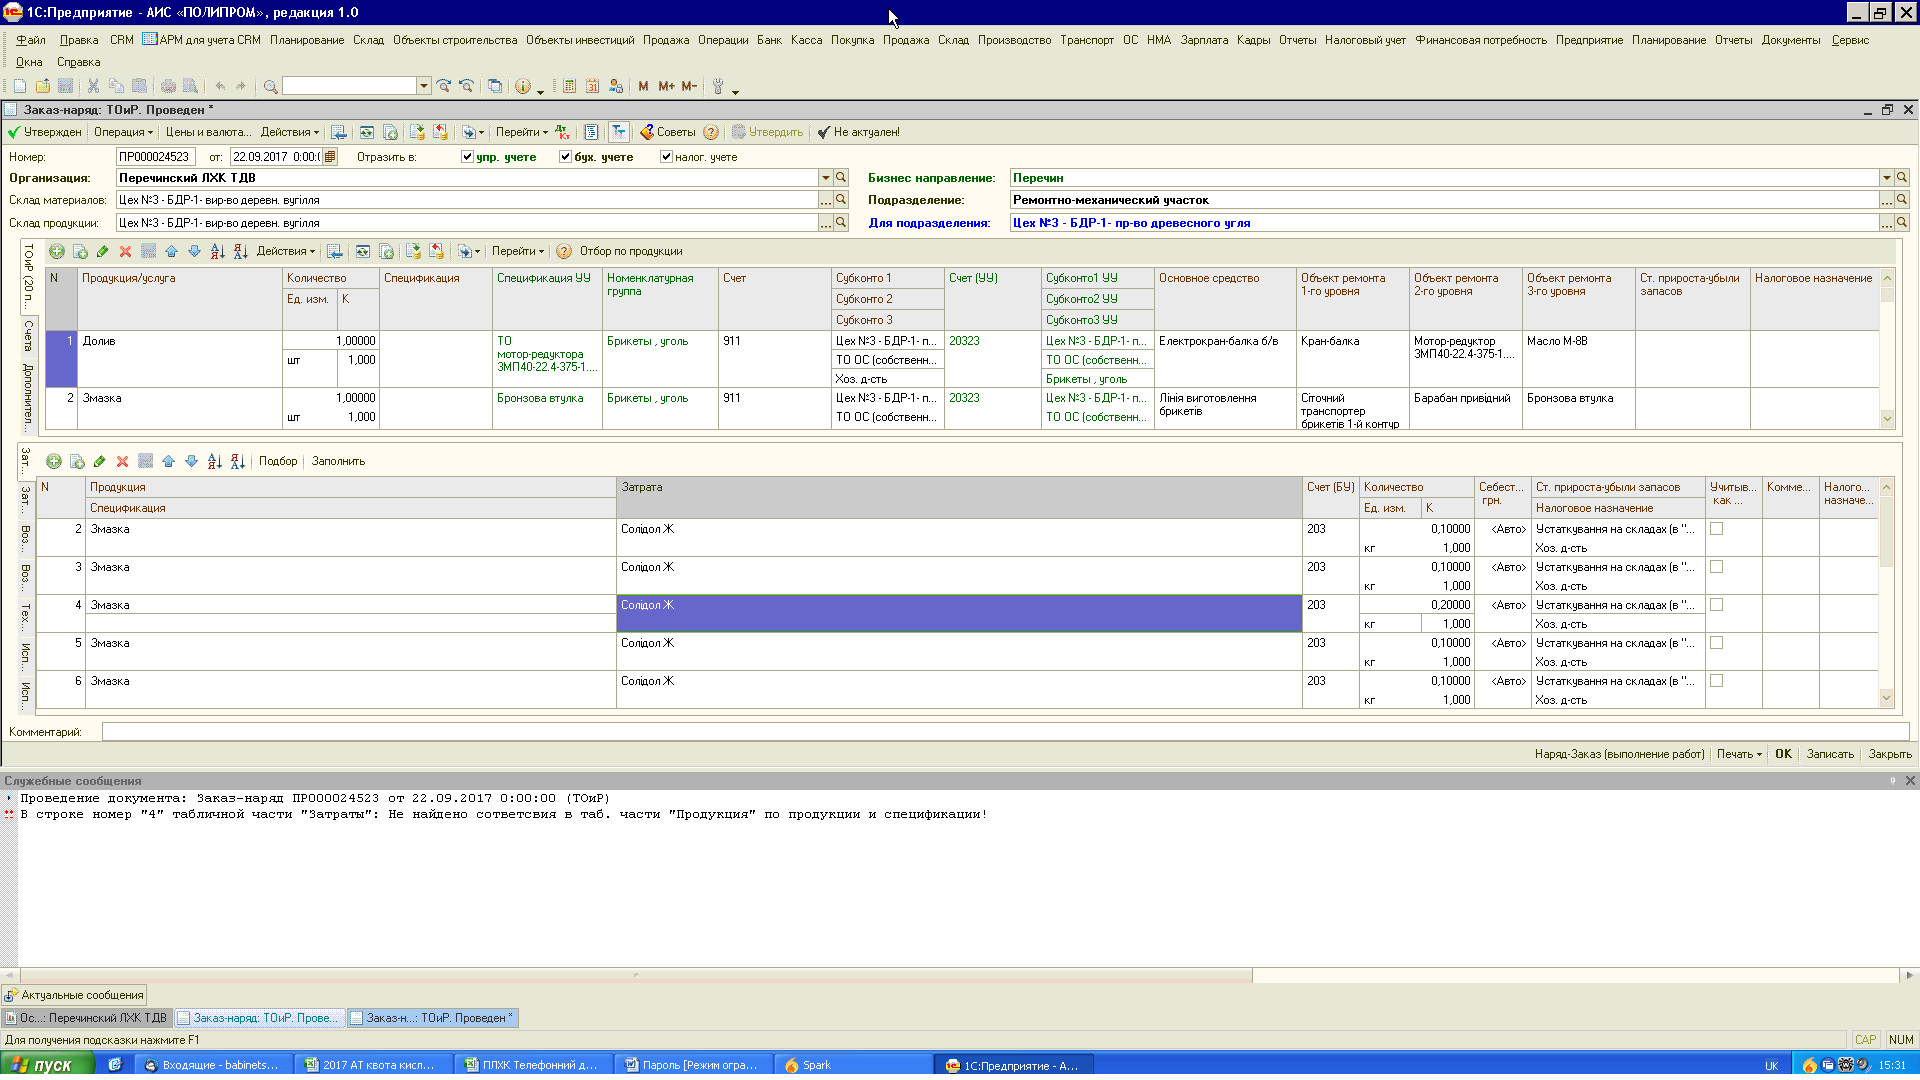 1С:Предприятие - АИС «ПОЛИПРОМ», редакция 1.0
Файл Правка CRM АРМ для учета CRM Планирование Склад Объекты строительства Объекты инвестиций Продажа Операции Банк Касса Покупка Продажа Склад Производство Транспорт ОС НМА Зарплата Кадры Отчеты Налоговый учет Финансовая потребность Предприятие Планирование Отчеты Документы Сервис
Окна Справка
M M+ M-
Заказ-наряд: ТОиР. Проведен *
Утвержден Операция Цены и валюта... Действия Перейти Советы Утвердить Не актуален!
Номер: ПР000024523 от: 22.09.2017 0:00:( Отразить в: упр. учете бух. учете налог. учете
Организация: Перечинский ЛХК ТДВ Бизнес направление: Перечин
Склад материалов: Цех №3 - БДР-1- вир-во деревн. вугілля Подразделение: Ремонтно-механический участок
Склад продукции: Цех №3 - БДР-1- вир-во деревн. вугілля Для подразделения: Цех №3 - БДР-1- пр-во древесного угля
ТОиР (20 п...
Счета
Дополнител...
Действия Перейти Отбор по продукции
N Продукция/услуга Количество Спецификация Спецификация УУ Номенклатурная группа Счет Субконто 1 Счет (УУ) Субконто1 УУ Основное средство Объект ремонта 1-го уровня Объект ремонта 2-го уровня Объект ремонта 3-го уровня Ст. прироста-убыли запасов Налоговое назначение
Ед. изм. К Субконто 2 Субконто2 УУ
Субконто 3 Субконто3 УУ
1 Долив 1,00000 ТО мотор-редуктора ЗМП40-22.4-375-1.... Брикеты , уголь 911 Цех №3 - БДР-1- п... 20323 Цех №3 - БДР-1- п... Електрокран-балка б/в Кран-балка Мотор-редуктор ЗМП40-22.4-375-1.... Масло М-8В
шт 1,000 ТО ОС (собственн... ТО ОС (собственн...
Хоз. д-сть Брикеты , уголь
2 Змазка 1,00000 Бронзова втулка Брикеты , уголь 911 Цех №3 - БДР-1- п... 20323 Цех №3 - БДР-1- п... Лінія виготовлення брикетів Сіточний транспортер брикетів 1-й контур Барабан привідний Бронзова втулка
шт 1,000 ТО ОС (собственн... ТО ОС (собственн...
Зат...
Зат...
Воз...
Воз...
Тех...
Исп...
Исп...
Подбор Заполнить
N Продукция Затрата Счет (БУ) Количество Себест... грн. Ст. прироста-убыли запасов Учитыв... как ... Комме... Налого... назначе...
Спецификация Ед. изм. К Налоговое назначение
2 Змазка Солідол Ж 203 0,10000 <Авто> Устаткування на складах (в "...
кг 1,000 Хоз. д-сть
3 Змазка Солідол Ж 203 0,10000 <Авто> Устаткування на складах (в "...
кг 1,000 Хоз. д-сть
4 Змазка Солідол Ж 203 0,20000 <Авто> Устаткування на складах (в "...
кг 1,000 Хоз. д-сть
5 Змазка Солідол Ж 203 0,10000 <Авто> Устаткування на складах (в "...
кг 1,000 Хоз. д-сть
6 Змазка Солідол Ж 203 0,10000 <Авто> Устаткування на складах (в "...
кг 1,000 Хоз. д-сть
Комментарий:
Наряд-Заказ (выполнение работ) Печать ОК Записать Закрыть
Служебные сообщения
Проведение документа: Заказ-наряд ПР000024523 от 22.09.2017 0:00:00 (ТОиР)
В строке номер "4" табличной части "Затраты": Не найдено сответсвия в таб. части "Продукция" по продукции и спецификации!
Актуальные сообщения
Ос...: Перечинский ЛХК ТДВ Заказ-наряд: ТОиР. Прове... Заказ-н...: ТОиР. Проведен *
Для получения подсказки нажмите F1 CAP NUM
пуск Входящие - babinets... 2017 АТ квота кисл... ПЛХК Телефонний д... Пароль [Режим огра... Spark 1С:Предприятие - А... UK 15:31